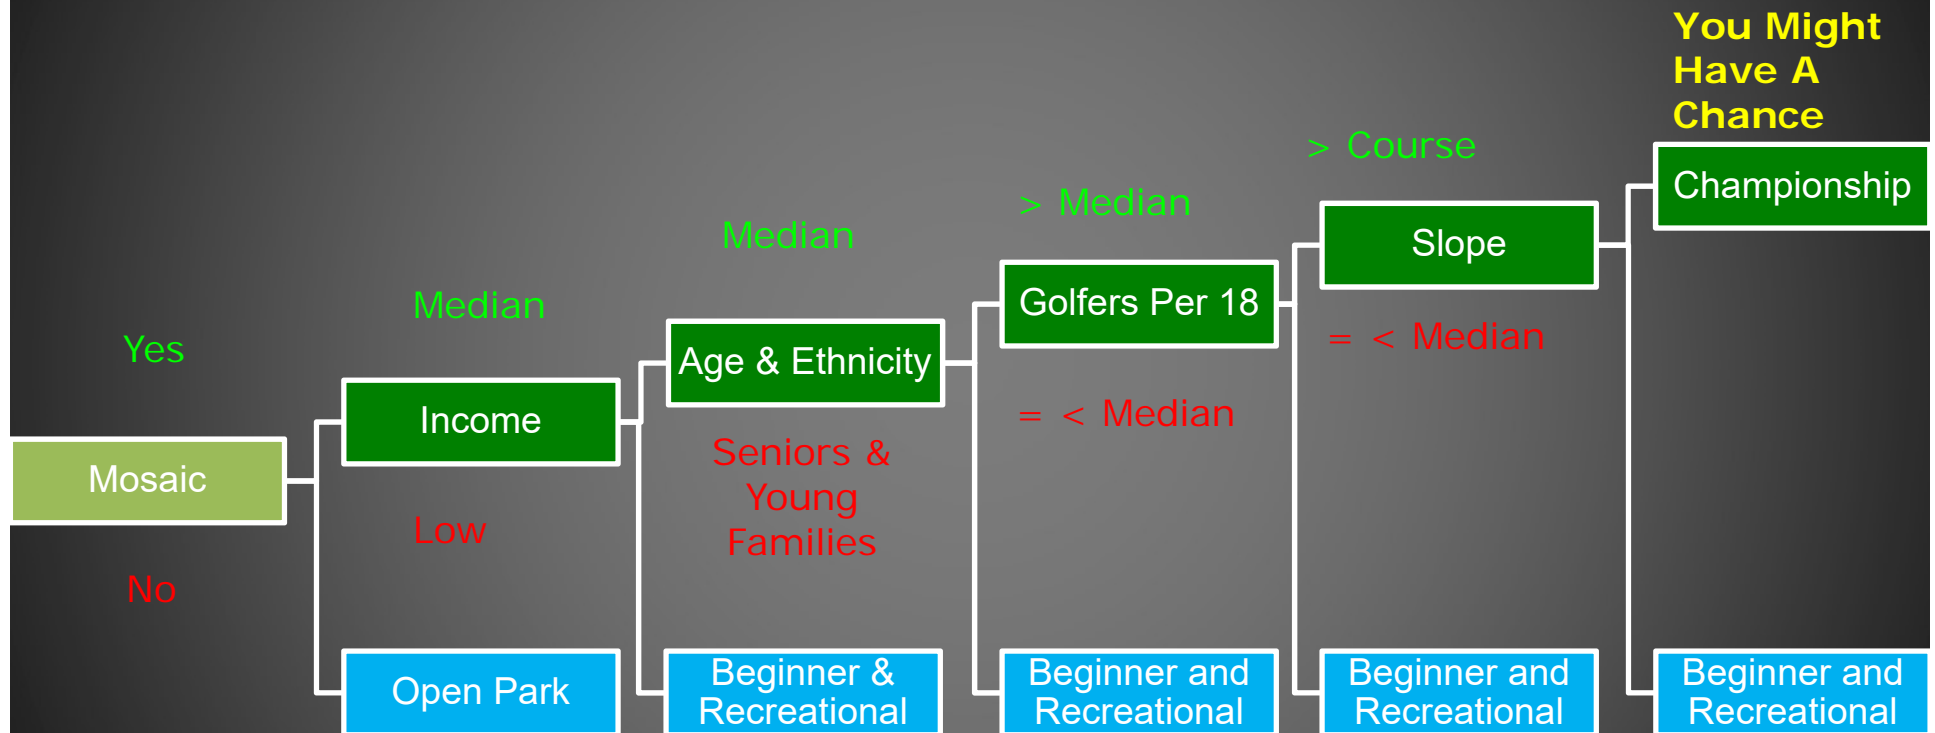 You Might
Have A
Chance
> Course
Championship
> Median
Median
Slope
Golfers Per 18
Median
= < Median
Yes
Age & Ethnicity
Income
= < Median
Seniors &
Young
Families
Mosaic
Low
No
Open Park
Beginner &
Recreational
Beginner and
Recreational
Beginner and
Recreational
Beginner and
Recreational